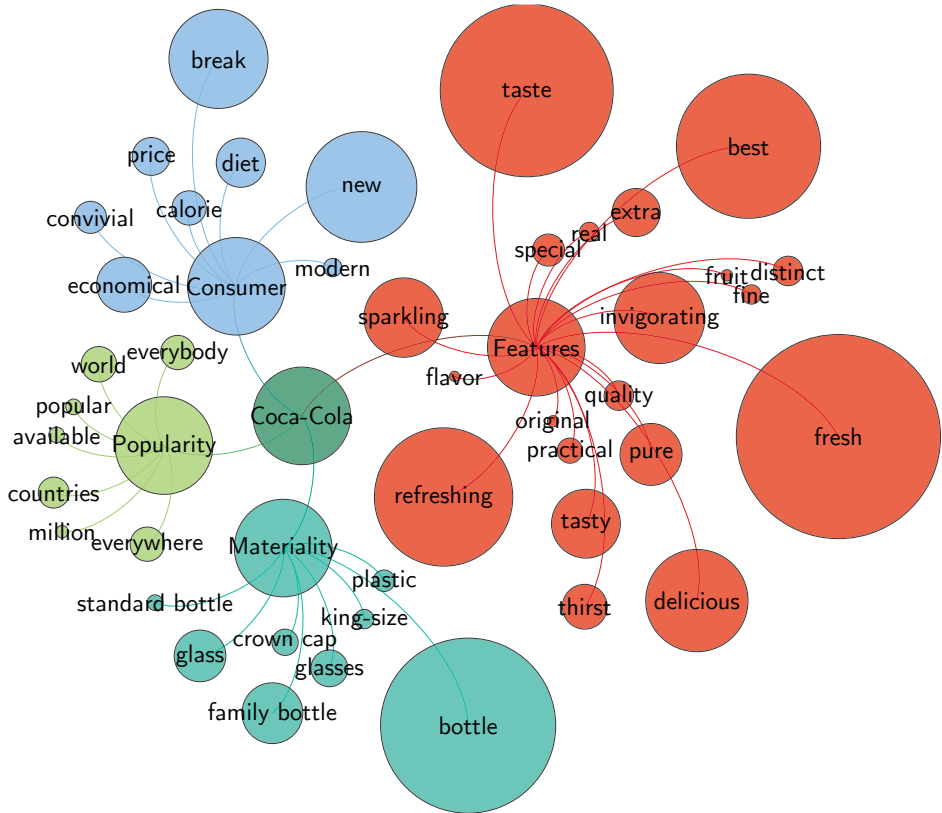 break
taste
best
price
diet
new
convivial
calorie
extra
real
special
economical
Consumer
modern
fruit
distinct
fine
sparkling
invigorating
Features
everybody
world
flavor
quality
popular
Coca-Cola
original
available
Popularity
practical
pure
fresh
countries
refreshing
million
everywhere
tasty
Materiality
plastic
standard bottle
king-size
thirst
delicious
crown cap
glass
glasses
family bottle
bottle